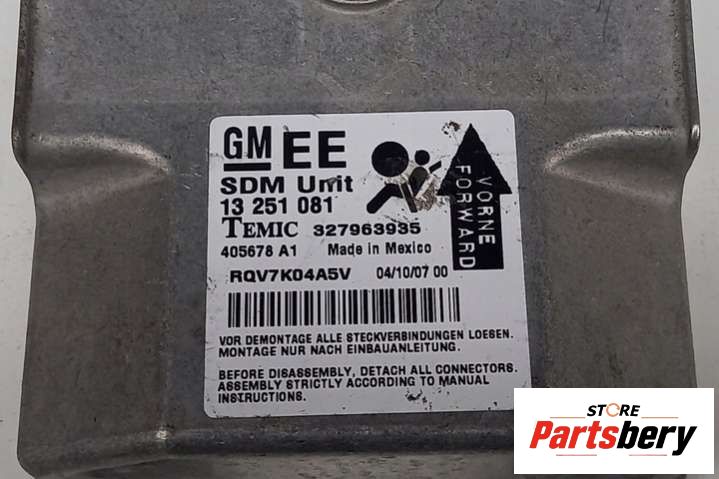 GM EE
SDM Unit
13 251 081
TEMIC 327963935
405678 A1 Made in Mexico
RQV7K04A5V 04/10/07 00
VORNE
FORWARD
VOR DEMONTAGE ALLE STECKVERBINDUNGEN LOESEN.
MONTAGE NUR NACH EINBAUANLEITUNG.
BEFORE DISASSEMBLY, DETACH ALL CONNECTORS.
ASSEMBLY STRICTLY ACCORDING TO MANUAL
INSTRUCTIONS.
STORE
Partsbery